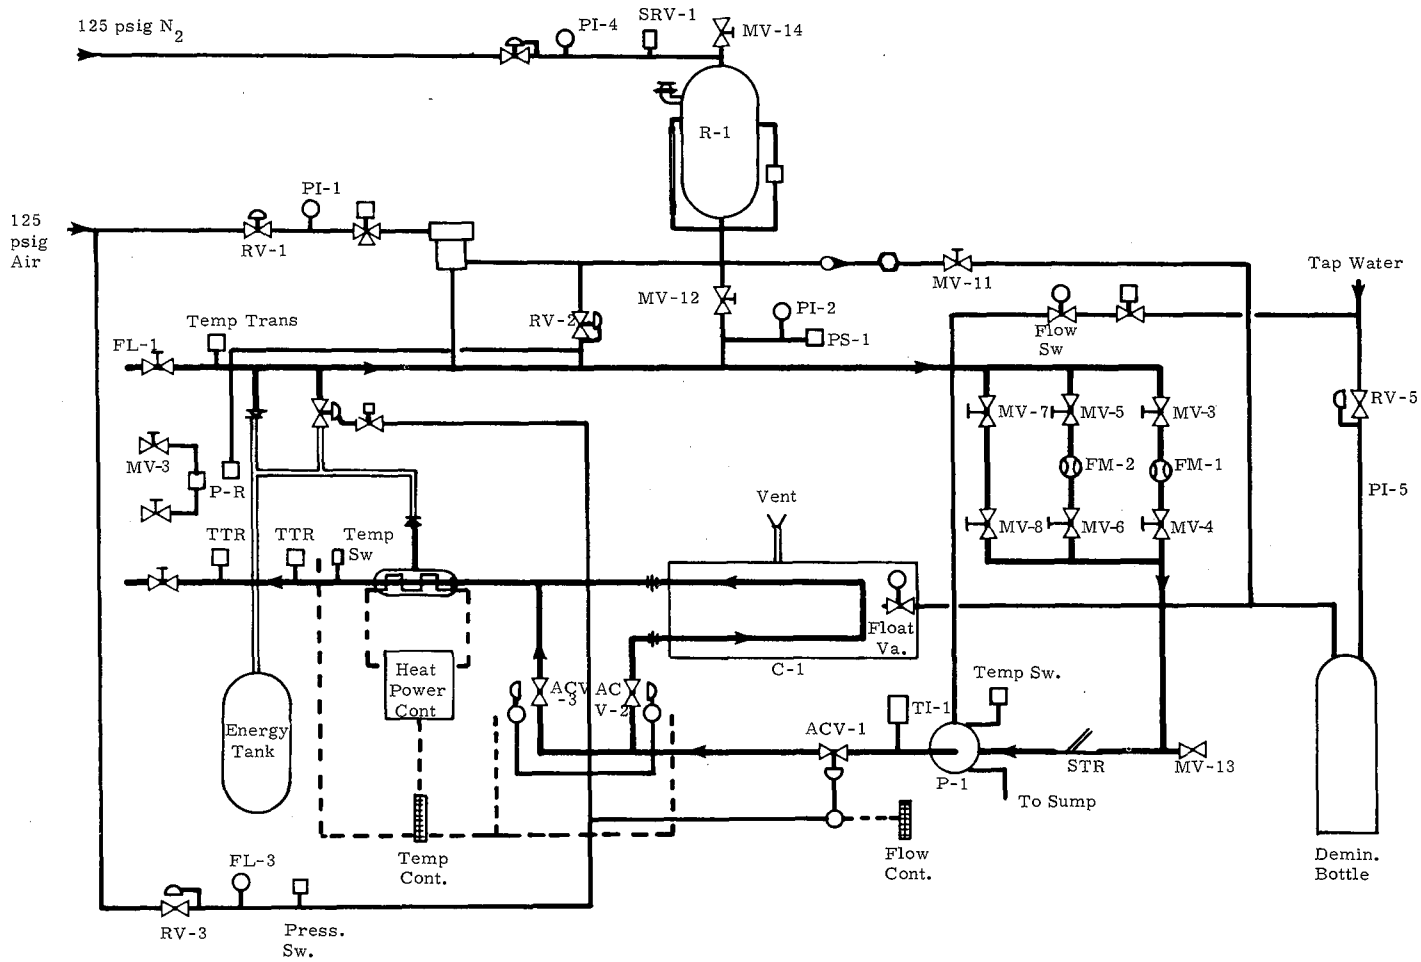 125 psig N2
PI-4
SRV-1
MV-14
R-1
PI-1
125
psig
Air
RV-1
MV-11
Tap Water
MV-12
PI-2
PS-1
RV-2
Flow
Sw
Temp Trans
FL-1
RV-5
MV-7
MV-5
MV-3
MV-3
P-R
FM-2
FM-1
PI-5
Vent
MV-8
MV-6
MV-4
TTR
TTR
Temp
Sw
Float
Va.
C-1
Heat
Power
Cont
ACV
-3
AC
V-2
Temp Sw.
TI-1
ACV-1
Energy
Tank
STR
MV-13
P-1
To Sump
Temp
Cont.
Flow
Cont.
Demin.
Bottle
FL-3
RV-3
Press.
Sw.